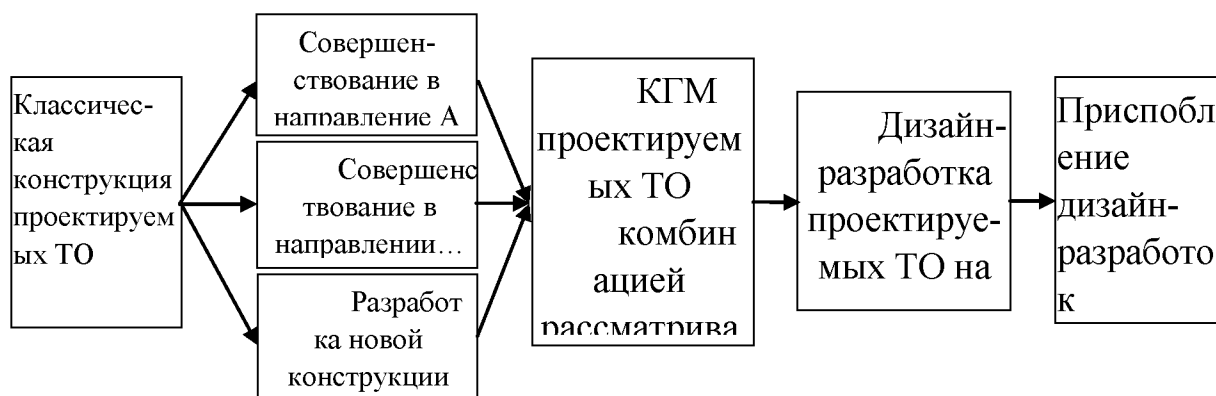 Классичес-
кая
конструкция
проектируем
ых ТО
Совершен-
ствование в
направление А
Совершенс
твование в
направлении…
Разработ
ка новой
конструкции
КГМ
проектируем
ых ТО
комбин
ацией
рассматрива
Дизайн-
разработка
проектируе-
мых ТО на
Приспобл
ение
дизайн-
разработо
к